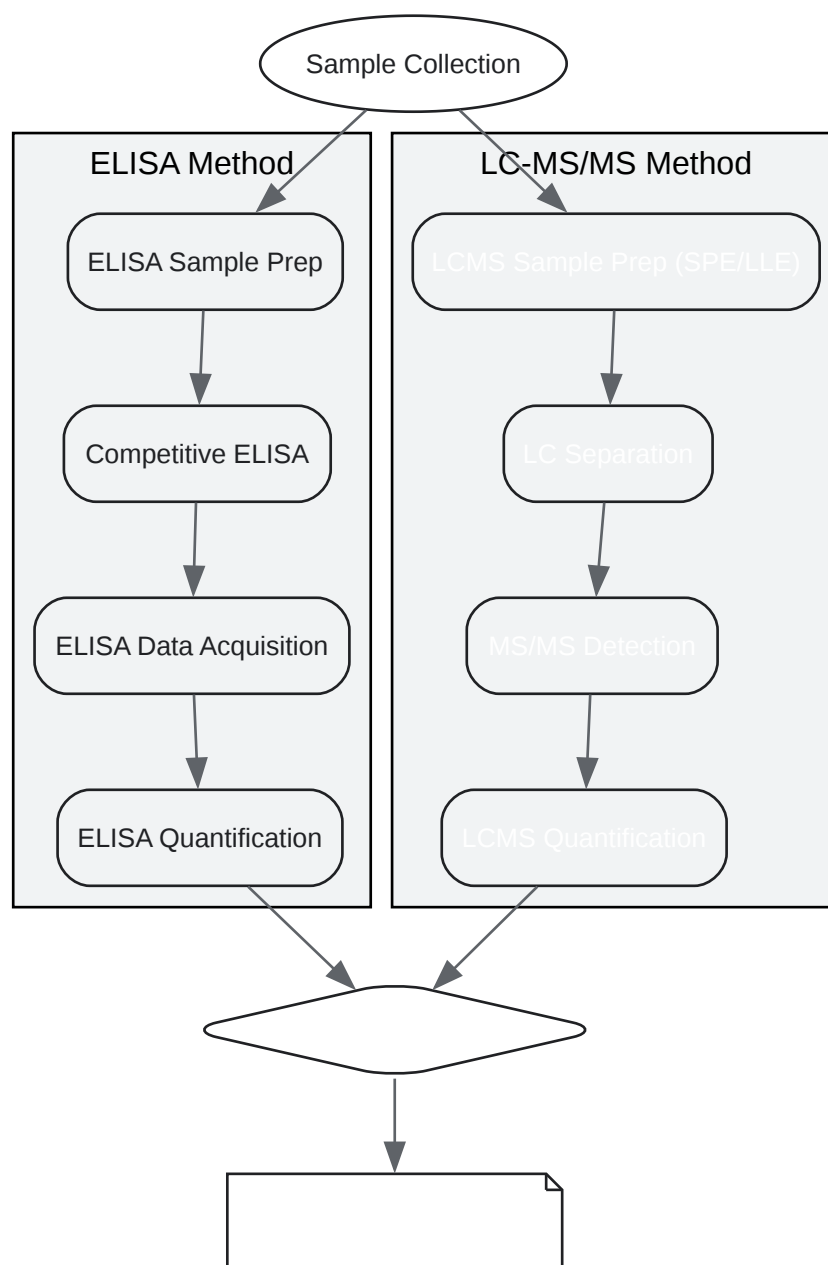 Sample Collection
ELISA Method
LC-MS/MS Method
ELISA Sample Prep
LCMS Sample Prep (SPE/LLE)
Competitive ELISA
LC Separation
ELISA Data Acquisition
MS/MS Detection
ELISA Quantification
LCMS Quantification